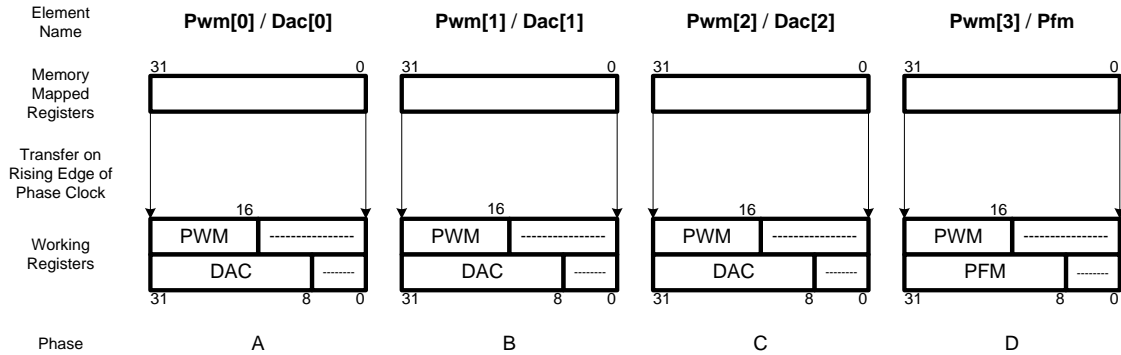 Element
Name
Pwm[0] / Dac[0]
Pwm[1] / Dac[1]
Pwm[2] / Dac[2]
Pwm[3] / Pfm
31 0 31 0 31 0 31 0
Memory
Mapped
Registers
Transfer on
Rising Edge of
Phase Clock
16 16 16 16
Working
Registers
PWM --------------- PWM ---------------- PWM ---------------- PWM ----------------
DAC -------- DAC -------- DAC -------- PFM --------
31 8 0 31 8 0 31 8 0 31 8 0
Phase A B C D